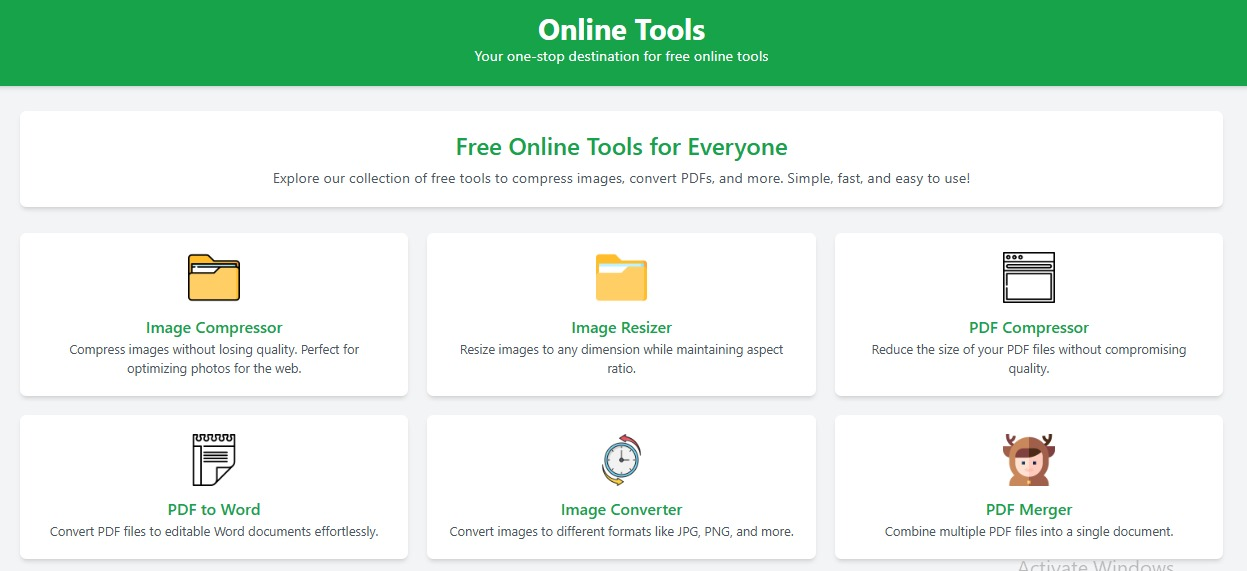 Online Tools
Your one-stop destination for free online tools
Free Online Tools for Everyone
Explore our collection of free tools to compress images, convert PDFs, and more. Simple, fast, and easy to use!
Image Compressor
Compress images without losing quality. Perfect for
optimizing photos for the web.
Image Resizer
Resize images to any dimension while maintaining aspect
ratio.
PDF Compressor
Reduce the size of your PDF files without compromising
quality.
PDF to Word
Convert PDF files to editable Word documents effortlessly.
Image Converter
Convert images to different formats like JPG, PNG, and more.
PDF Merger
Combine multiple PDF files into a single document.
Activate Windows